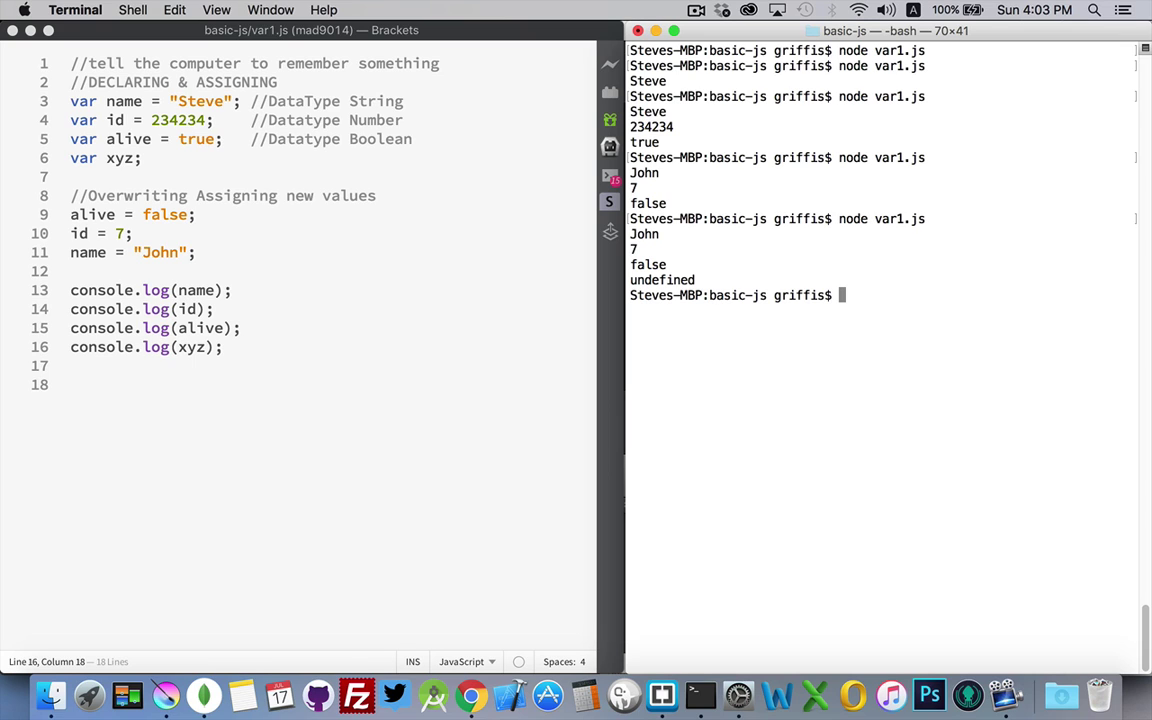 Terminal Shell Edit View Window Help
100% Sun 4:03 PM
basic-js/var1.js (mad9014) — Brackets
1 //tell the computer to remember something
2 //DECLARING & ASSIGNING
3 var name = "Steve"; //DataType String
4 var id = 234234; //Datatype Number
5 var alive = true; //Datatype Boolean
6 var xyz;
7
8 //Overwriting Assigning new values
9 alive = false;
10 id = 7;
11 name = "John";
12
13 console.log(name);
14 console.log(id);
15 console.log(alive);
16 console.log(xyz);
17
18
15
S
Line 16, Column 18 — 18 Lines
INS JavaScript Spaces: 4
basic-js — -bash — 70×41
[Steves-MBP:basic-js griffis$ node var1.js ]
[Steves-MBP:basic-js griffis$ node var1.js ]
Steve
[Steves-MBP:basic-js griffis$ node var1.js ]
Steve
234234
true
[Steves-MBP:basic-js griffis$ node var1.js ]
John
7
false
[Steves-MBP:basic-js griffis$ node var1.js ]
John
7
false
undefined
Steves-MBP:basic-js griffis$
JUL
17
FZ
Ps